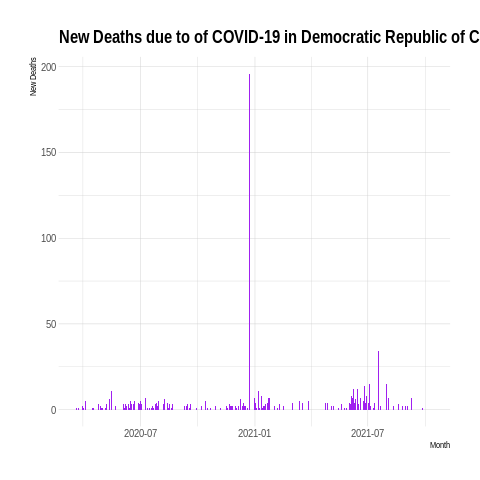 New Deaths due to of COVID-19 in Democratic Republic of C
New Deaths
200
150
100
50
0
2020-07
2021-01
2021-07
Month